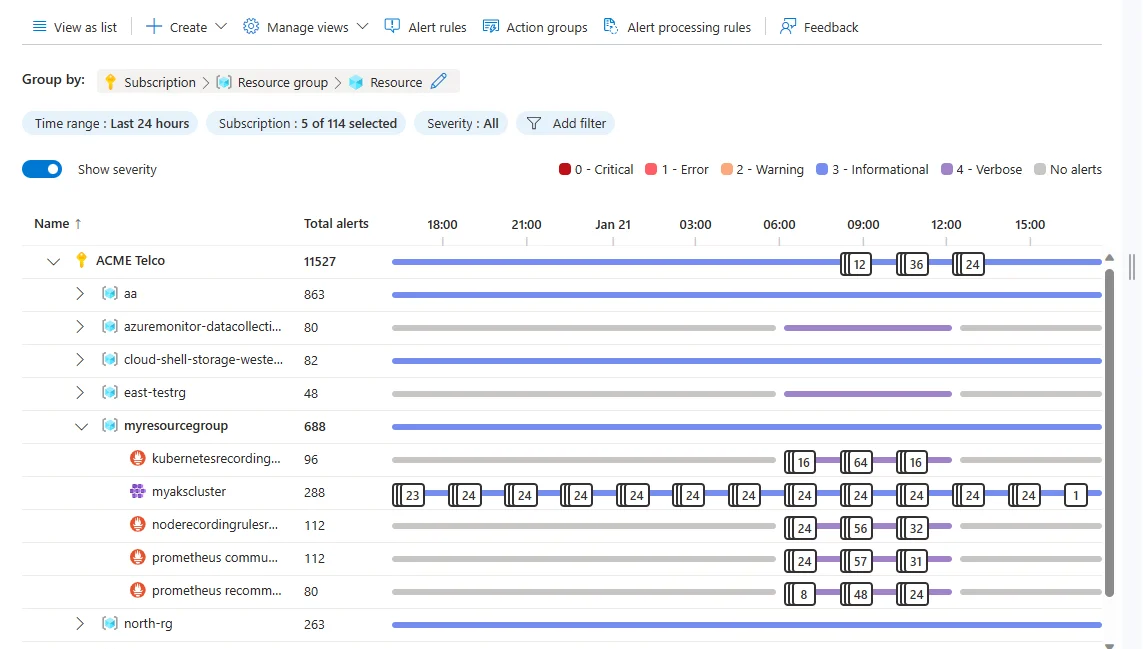 View as list Create Manage views Alert rules Action groups Alert processing rules Feedback
Group by: Subscription > Resource group > Resource
Time range : Last 24 hours Subscription : 5 of 114 selected Severity : All Add filter
Show severity 0 - Critical 1 - Error 2 - Warning 3 - Informational 4 - Verbose No alerts
Name ↑ Total alerts 18:00 21:00 Jan 21 03:00 06:00 09:00 12:00 15:00
ACME Telco 11527 12 36 24
aa 863
azuremonitor-datacollecti... 80
cloud-shell-storage-weste... 82
east-testrg 48
myresourcegroup 688
kubernetesrecording... 96 16 64 16
myakscluster 288 23 24 24 24 24 24 24 24 24 24 24 24 1
noderecordingrulesr... 112 24 56 32
prometheus commu... 112 24 57 31
prometheus recomm... 80 8 48 24
north-rg 263